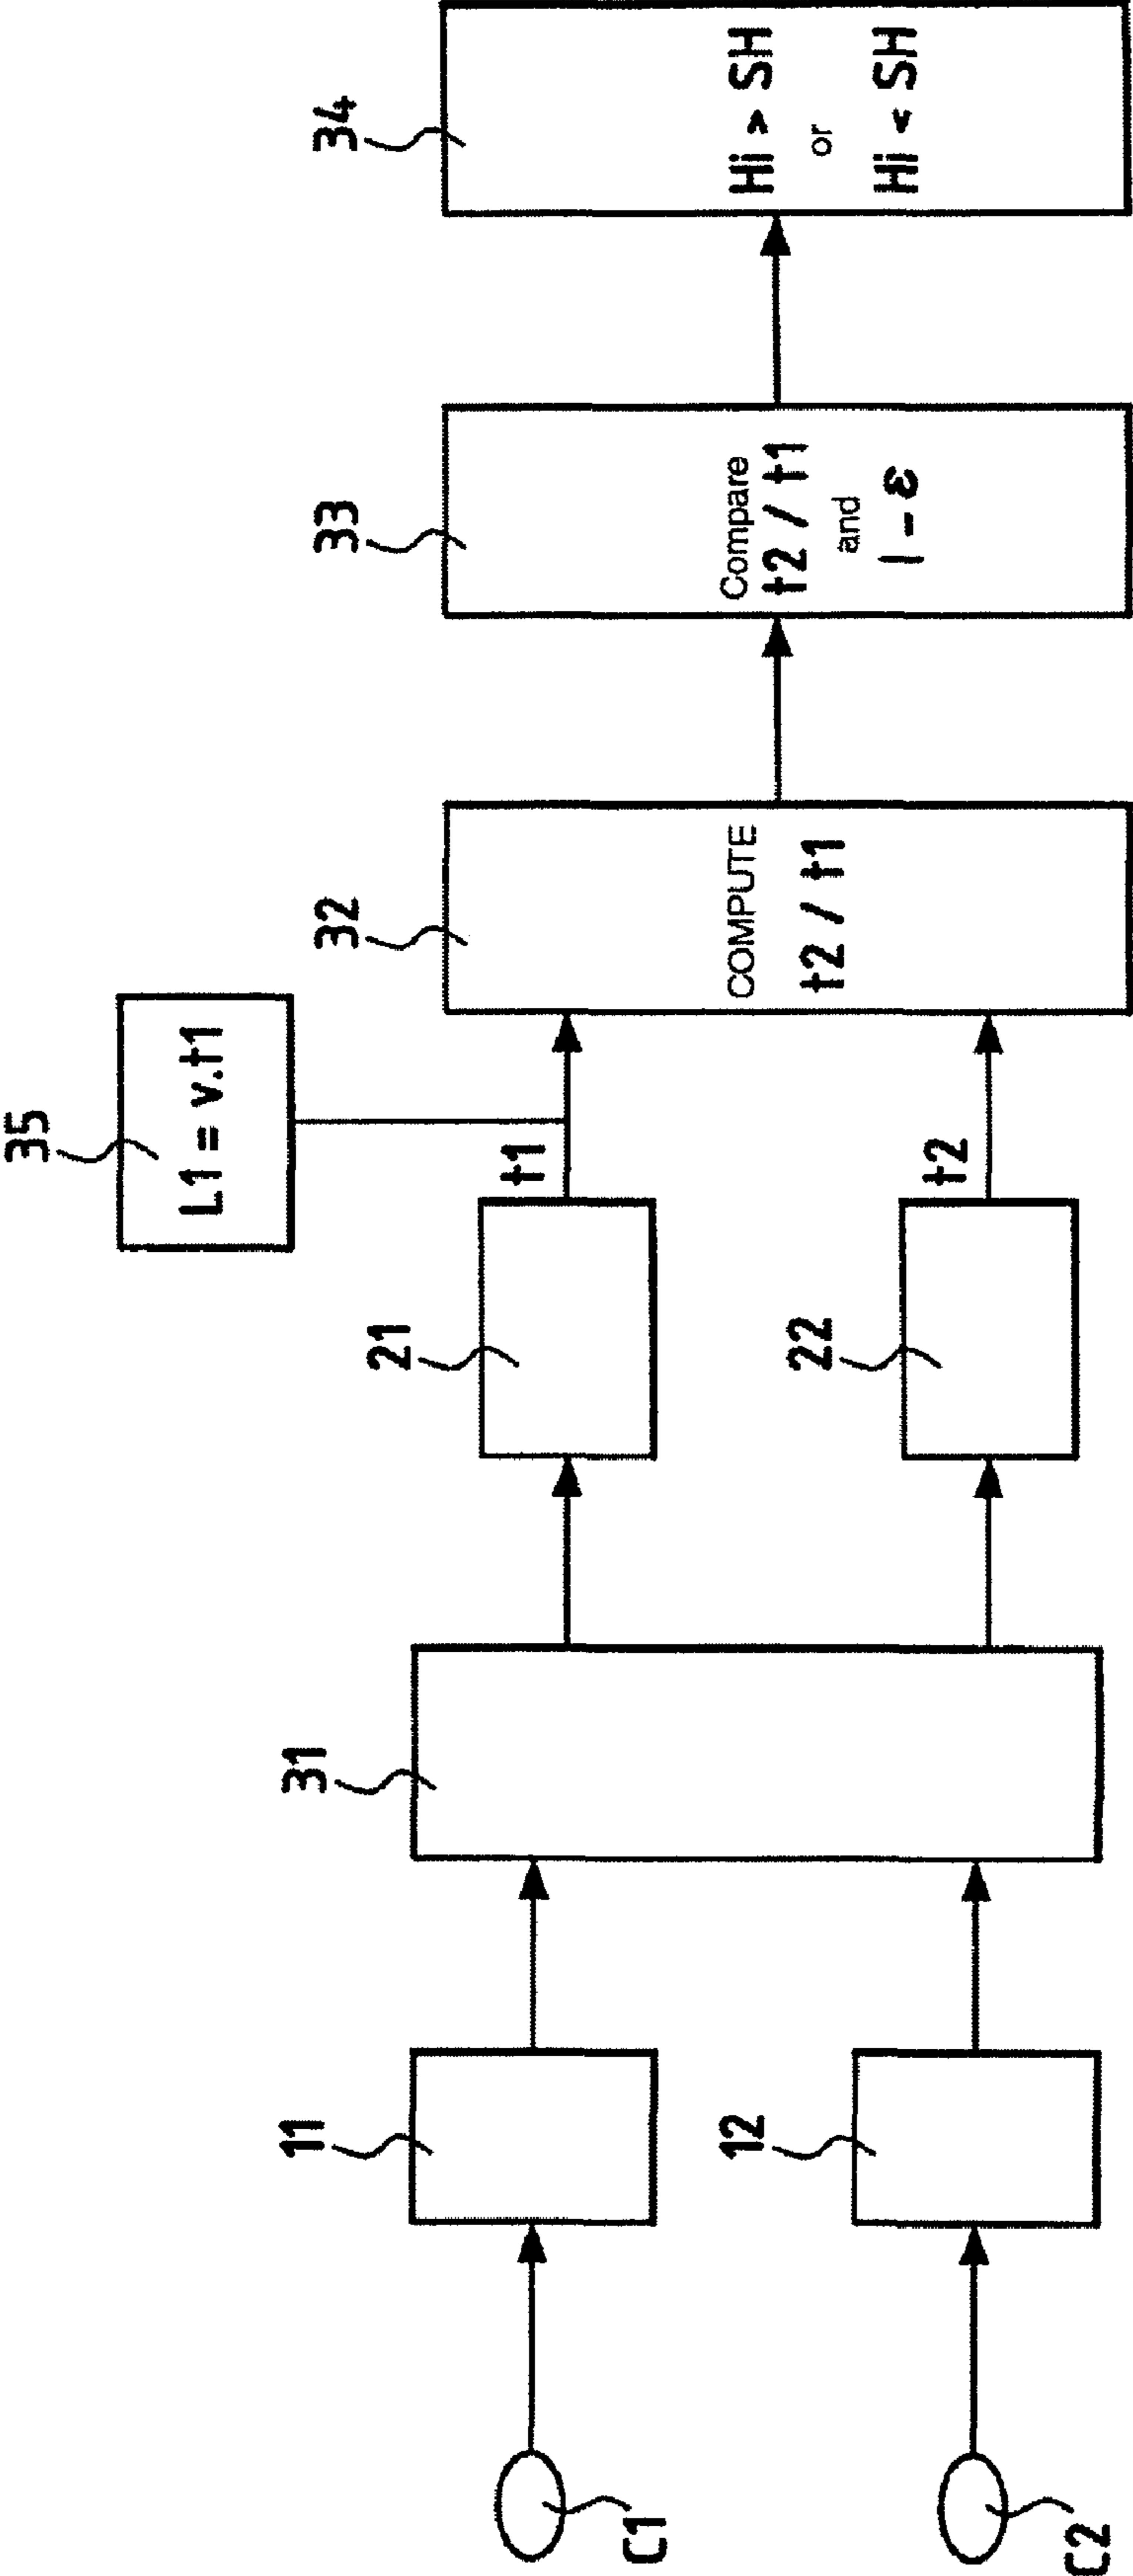 35
L1 = v.t1
11
31
21
32
33
34
t1
COMPUTE
t2 / t1
Compare
t2 / t1
and
1 - ε
Hi > SH
or
Hi < SH
C1
12
22
t2
C2